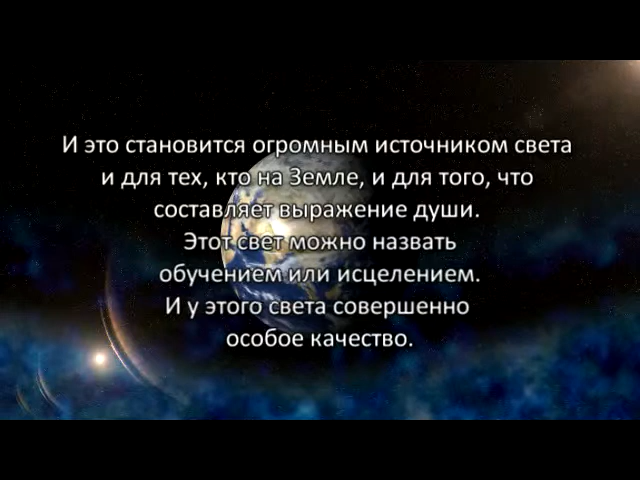 И это становится огромным источником света
и для тех, кто на Земле, и для того, что
составляет выражение души.
Этот свет можно назвать
обучением или исцелением.
И у этого света совершенно
особое качество.